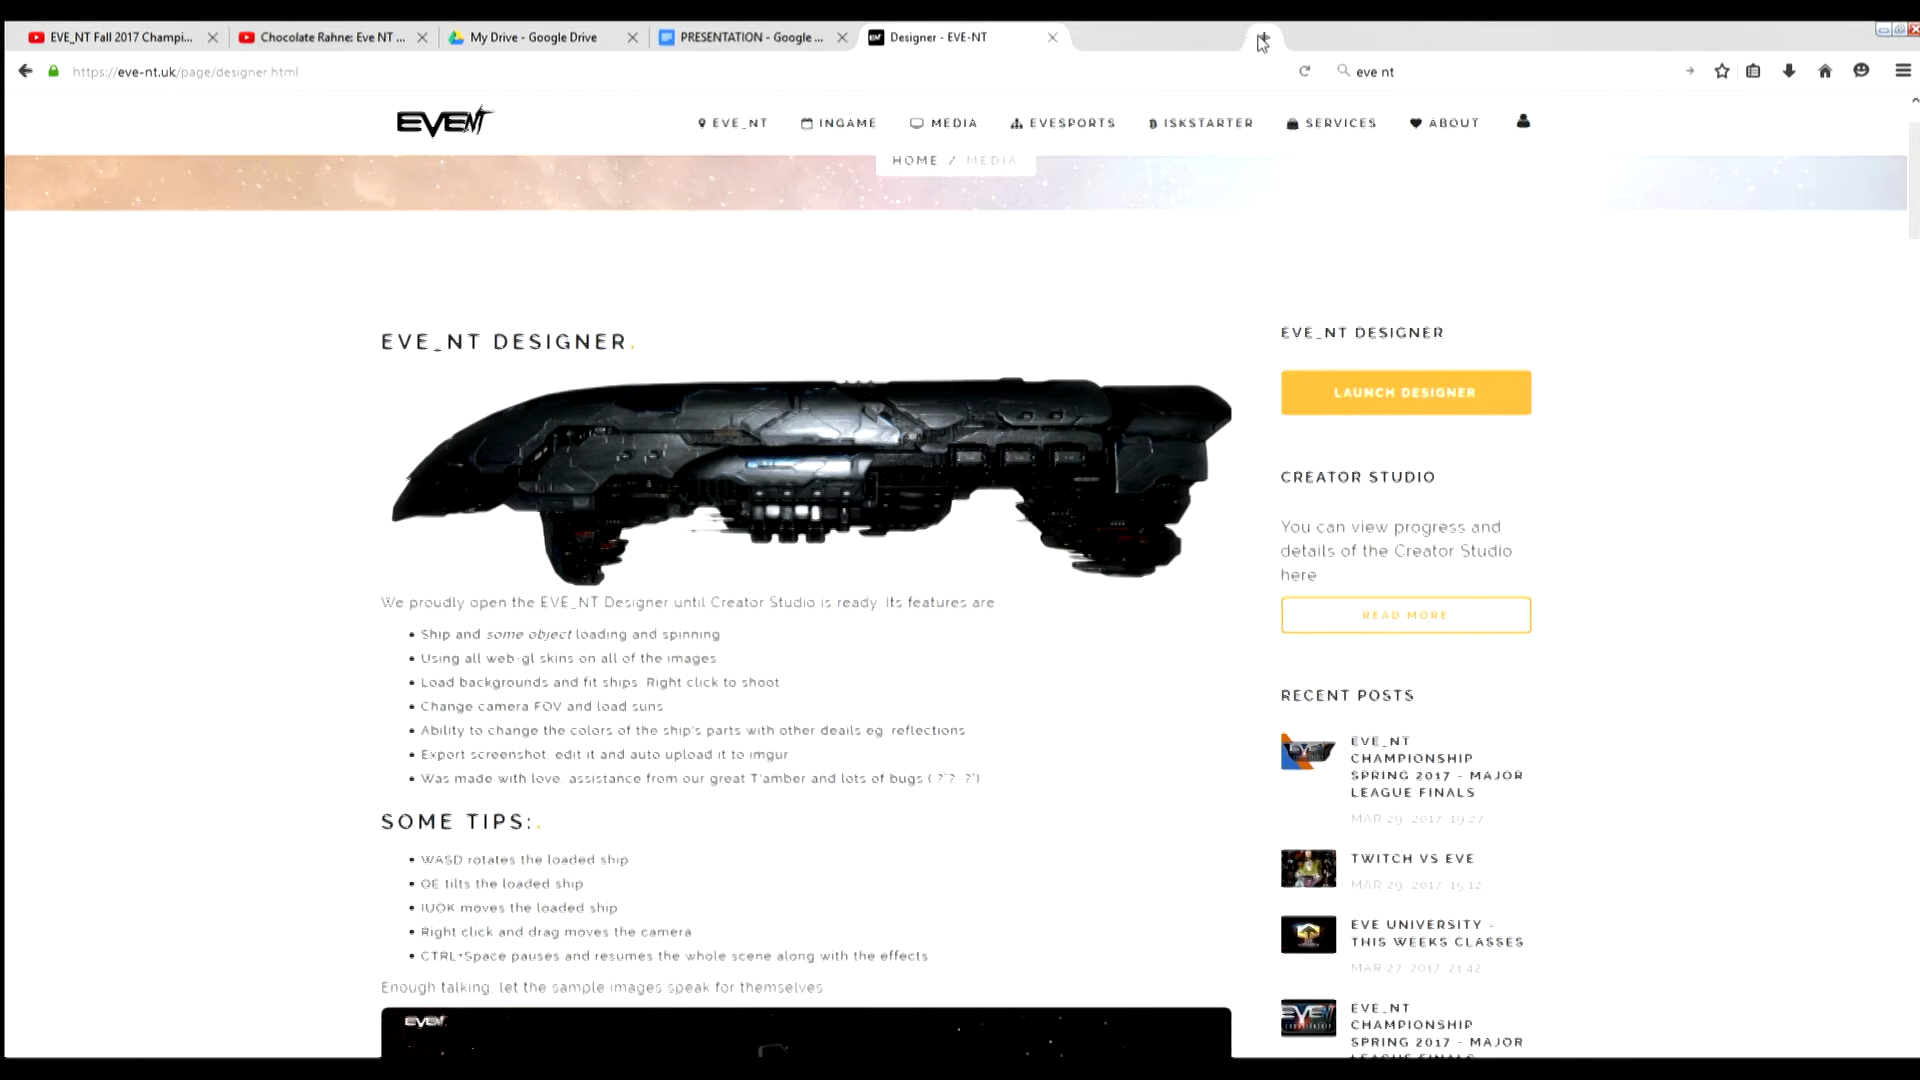 EVE_NT Fall 2017 Champi...
Chocolate Rahne: Eve NT ...
My Drive - Google Drive
PRESENTATION - Google ...
Designer - EVE-NT
https://eve-nt.uk/page/designer.html
eve nt
EVENT
EVE_NT
INGAME
MEDIA
EVESPORTS
ISKSTARTER
SERVICES
ABOUT
HOME / MEDIA
EVE_NT DESIGNER.
We proudly open the EVE_NT Designer until Creator Studio is ready. Its features are
• Ship and some object loading and spinning
• Using all web-gl skins on all of the images
• Load backgrounds and fit ships. Right click to shoot
• Change camera FOV and load suns
• Ability to change the colors of the ship's parts with other deails eg. reflections
• Export screenshot, edit it and auto upload it to imgur
• Was made with love, assistance from our great T'amber and lots of bugs ( ?°? ?°)
SOME TIPS:.
• WASD rotates the loaded ship
• QE tilts the loaded ship
• IUOK moves the loaded ship
• Right click and drag moves the camera
• CTRL+Space pauses and resumes the whole scene along with the effects
Enough talking, let the sample images speak for themselves
EVENT
EVE_NT DESIGNER
LAUNCH DESIGNER
CREATOR STUDIO
You can view progress and
details of the Creator Studio
here
READ MORE
RECENT POSTS
EVE_NT
CHAMPIONSHIP
SPRING 2017 - MAJOR
LEAGUE FINALS
MAR 29, 2017, 19:27
TWITCH VS EVE
MAR 29, 2017, 15:12
EVE UNIVERSITY -
THIS WEEKS CLASSES
MAR 27, 2017, 21:42
EVE_NT
CHAMPIONSHIP
SPRING 2017 - MAJOR
LEAGUE FINALS